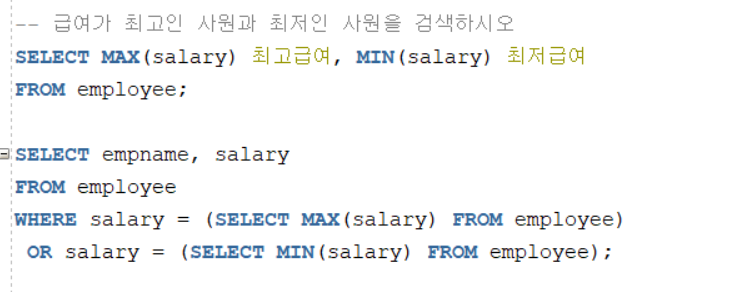 -- 급여가 최고인 사원과 최저인 사원을 검색하시오
SELECT MAX(salary) 최고급여, MIN(salary) 최저급여
FROM employee;
SELECT empname, salary
FROM employee
WHERE salary = (SELECT MAX(salary) FROM employee)
OR salary = (SELECT MIN(salary) FROM employee);